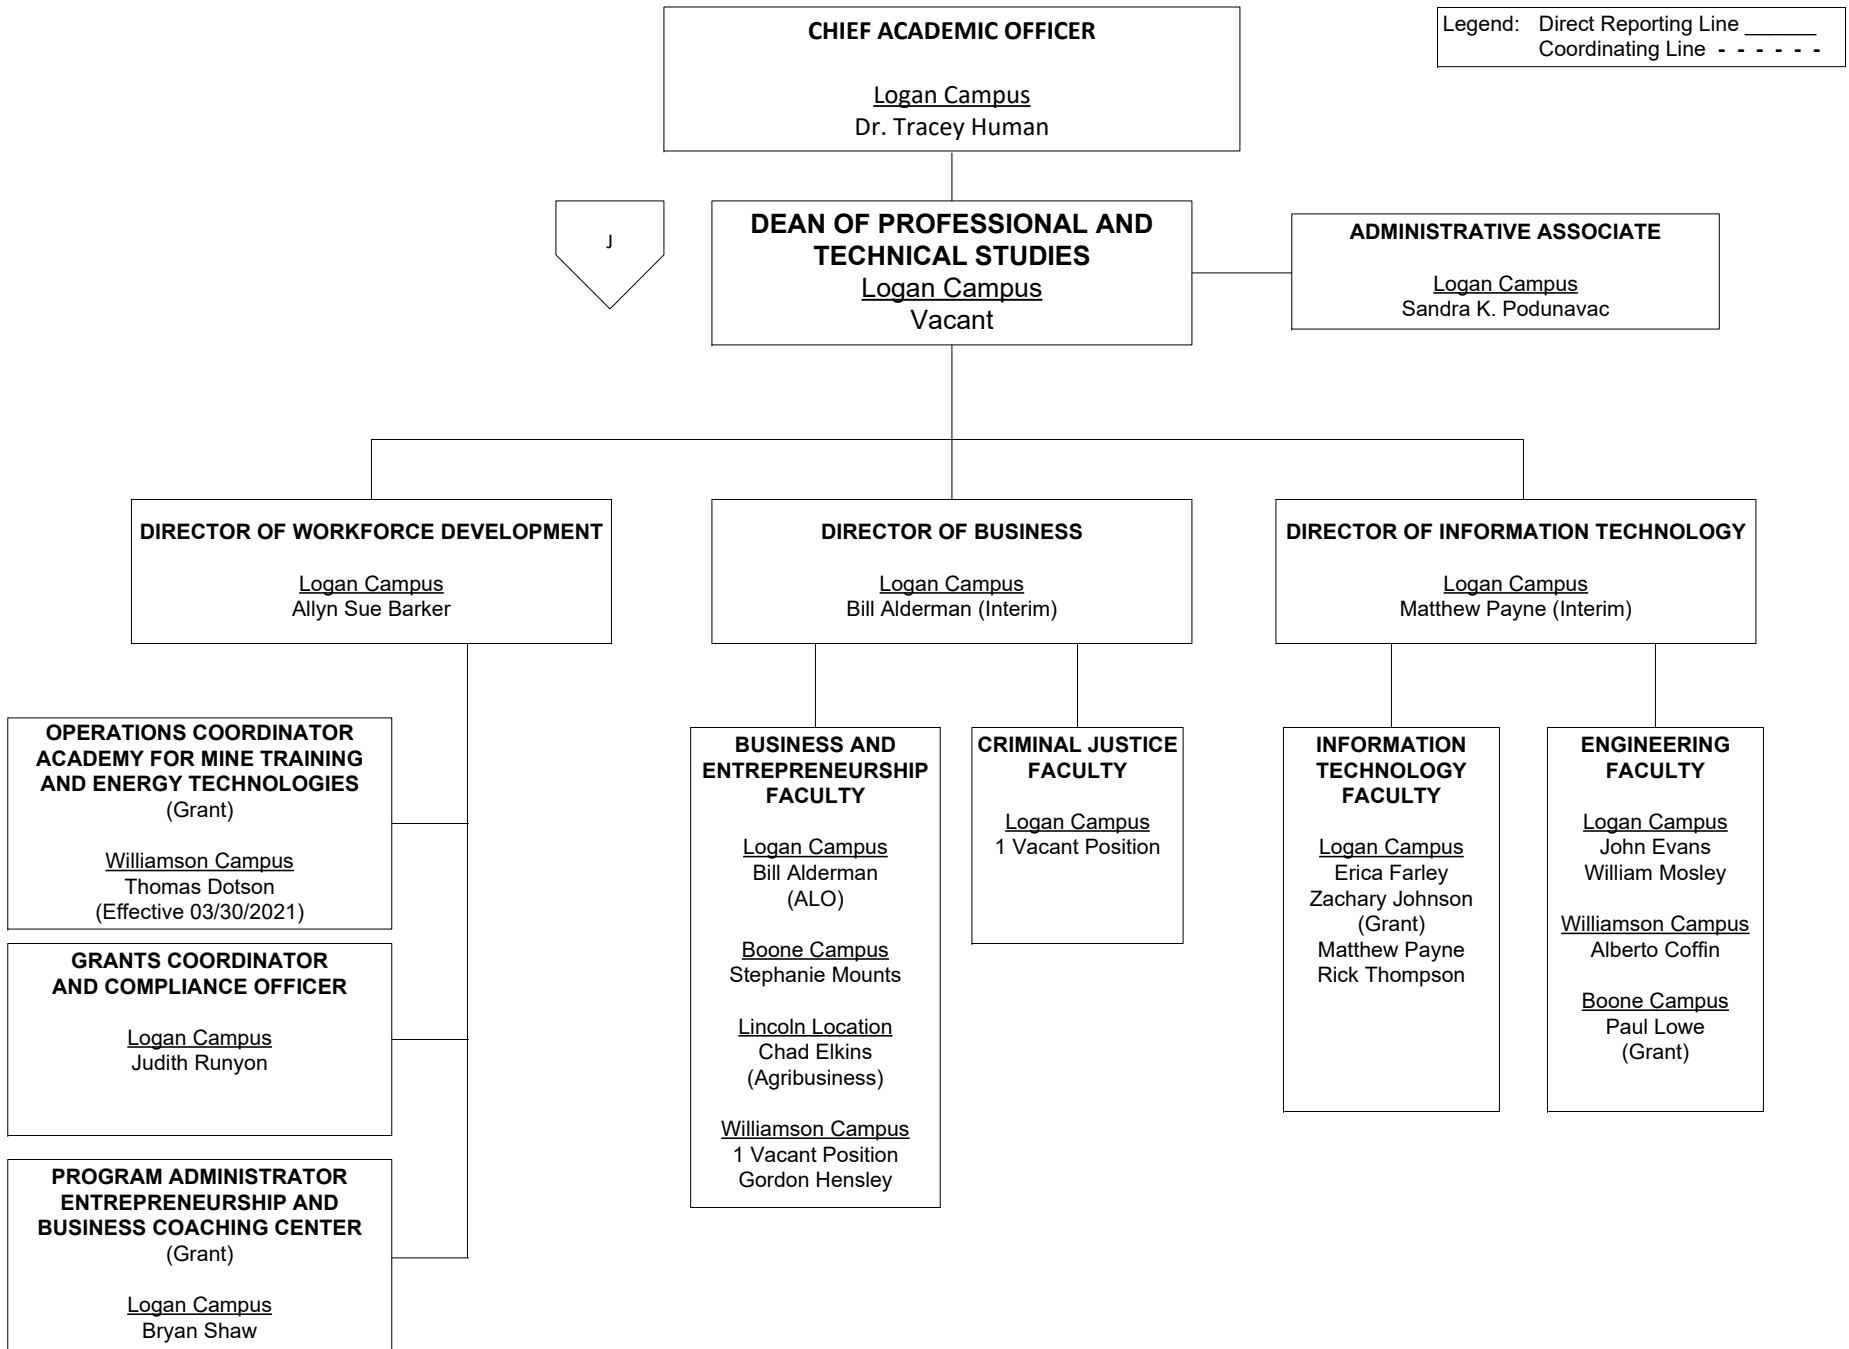 CHIEF ACADEMIC OFFICER
Logan Campus
Dr. Tracey Human
Legend: Direct Reporting Line ______
Coordinating Line - - - - - -
J
DEAN OF PROFESSIONAL AND
TECHNICAL STUDIES
Logan Campus
Vacant
ADMINISTRATIVE ASSOCIATE
Logan Campus
Sandra K. Podunavac
DIRECTOR OF WORKFORCE DEVELOPMENT
Logan Campus
Allyn Sue Barker
DIRECTOR OF BUSINESS
Logan Campus
Bill Alderman (Interim)
DIRECTOR OF INFORMATION TECHNOLOGY
Logan Campus
Matthew Payne (Interim)
OPERATIONS COORDINATOR
ACADEMY FOR MINE TRAINING
AND ENERGY TECHNOLOGIES
(Grant)
Williamson Campus
Thomas Dotson
(Effective 03/30/2021)
GRANTS COORDINATOR
AND COMPLIANCE OFFICER
Logan Campus
Judith Runyon
PROGRAM ADMINISTRATOR
ENTREPRENEURSHIP AND
BUSINESS COACHING CENTER
(Grant)
Logan Campus
Bryan Shaw
BUSINESS AND
ENTREPRENEURSHIP
FACULTY
Logan Campus
Bill Alderman
(ALO)
Boone Campus
Stephanie Mounts
Lincoln Location
Chad Elkins
(Agribusiness)
Williamson Campus
1 Vacant Position
Gordon Hensley
CRIMINAL JUSTICE
FACULTY
Logan Campus
1 Vacant Position
INFORMATION
TECHNOLOGY
FACULTY
Logan Campus
Erica Farley
Zachary Johnson
(Grant)
Matthew Payne
Rick Thompson
ENGINEERING
FACULTY
Logan Campus
John Evans
William Mosley
Williamson Campus
Alberto Coffin
Boone Campus
Paul Lowe
(Grant)